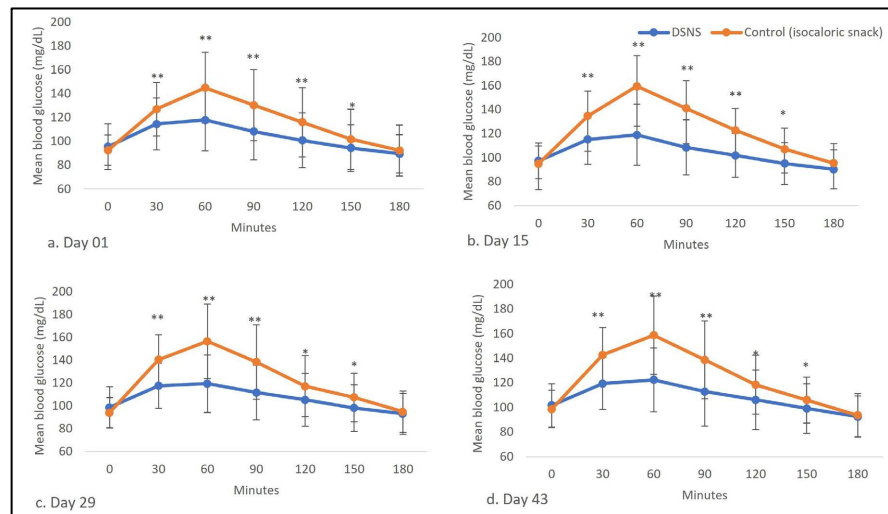 Mean blood glucose (mg/dL)
200
180
160
140
120
100
80
60
** ** ** ** *
0 30 60 90 120 150 180
Minutes
a. Day 01
DSNS Control (isocaloric snack)
Mean blood glucose (mg/dL)
200
180
160
140
120
100
80
60
** ** ** ** *
0 30 60 90 120 150 180
Minutes
b. Day 15
Mean blood glucose (mg/dL)
200
180
160
140
120
100
80
60
** ** ** * *
0 30 60 90 120 150 180
Minutes
c. Day 29
Mean blood glucose (mg/dL)
200
180
160
140
120
100
80
60
** ** ** * *
0 30 60 90 120 150 180
Minutes
d. Day 43